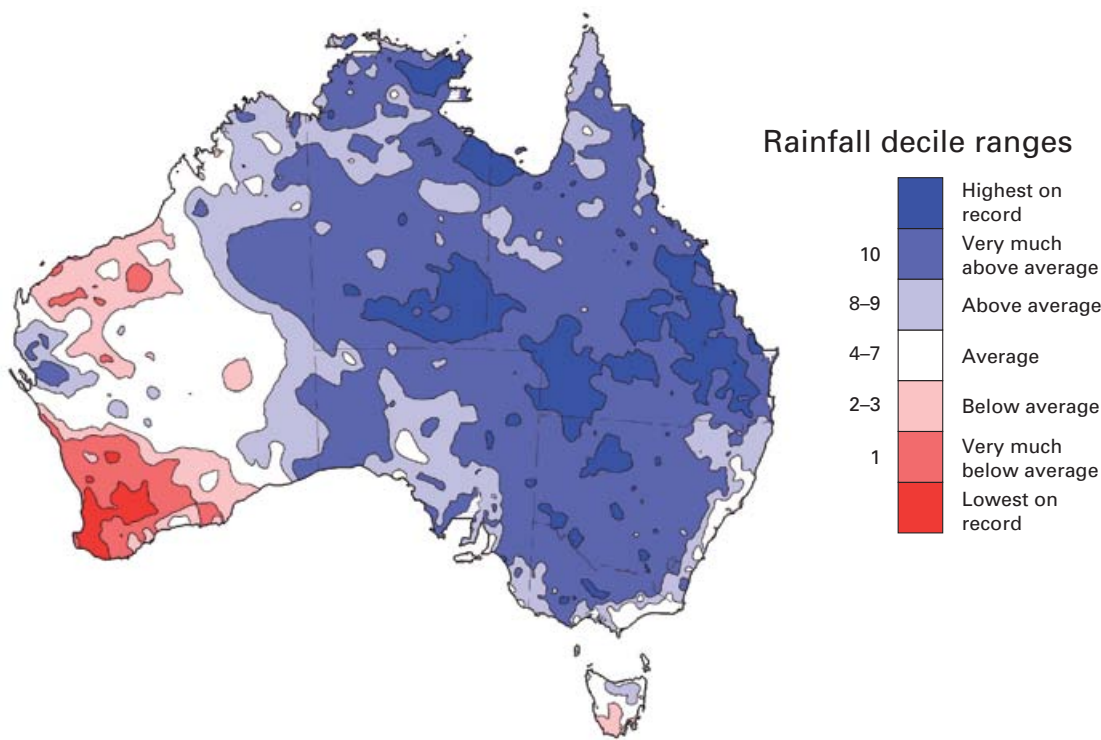 Rainfall decile ranges
Highest on
record
10
Very much
above average
8–9
Above average
4–7
Average
2–3
Below average
1
Very much
below average
Lowest on
record